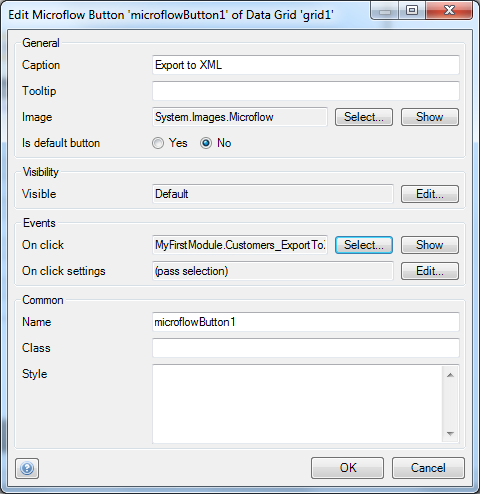 Edit Microflow Button 'microflowButton1' of Data Grid 'grid1'
General
Caption Export to XML
Tooltip
Image System.Images.Microflow Select... Show
Is default button Yes No
Visibility
Visible Default Edit...
Events
On click MyFirstModule.Customers_ExportTo Select... Show
On click settings (pass selection) Edit...
Common
Name microflowButton1
Class
Style
OK Cancel